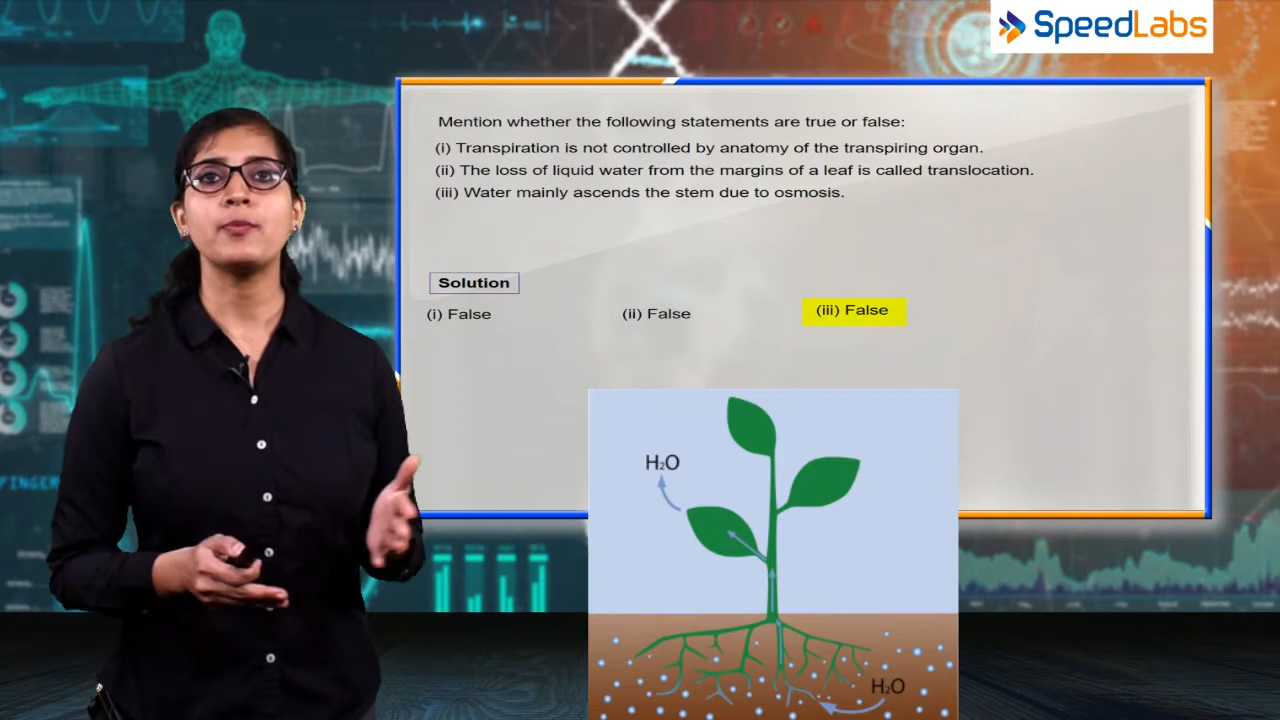 SpeedLabs
Mention whether the following statements are true or false:
(i) Transpiration is not controlled by anatomy of the transpiring organ.
(ii) The loss of liquid water from the margins of a leaf is called translocation.
(iii) Water mainly ascends the stem due to osmosis.
Solution
(i) False
(ii) False
(iii) False
H₂O
H₂O
FINGER